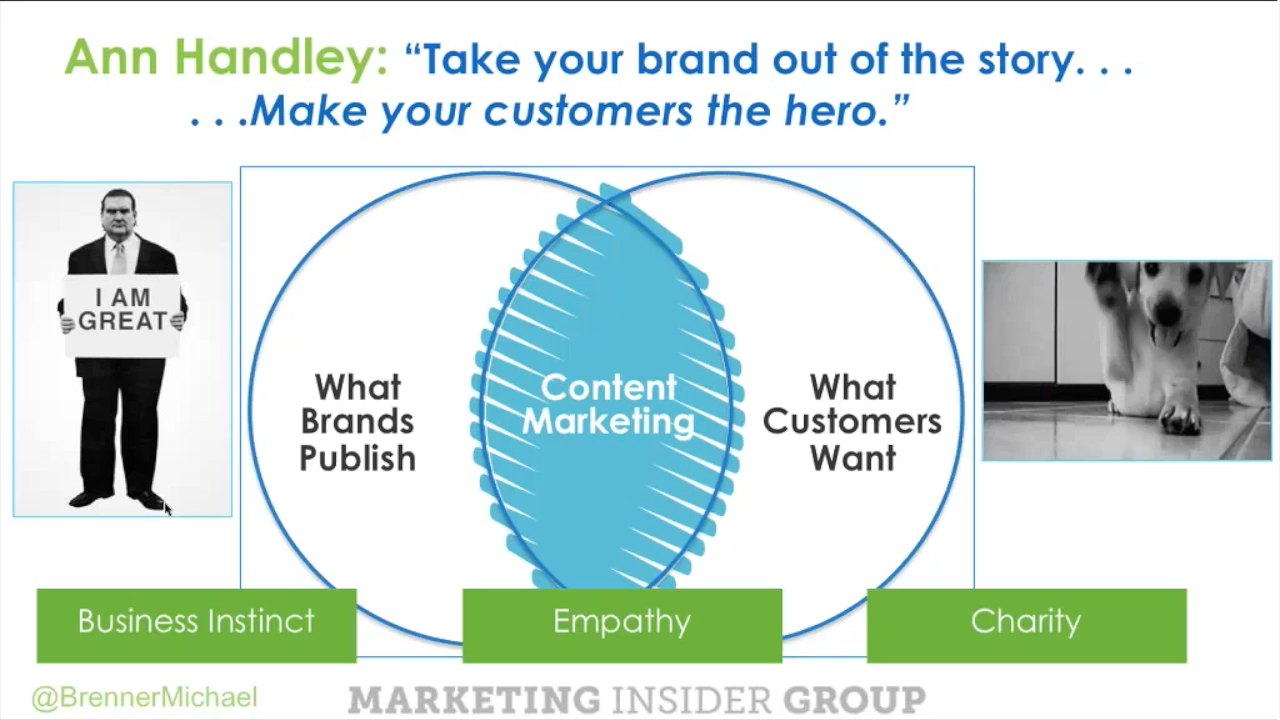 Ann Handley: “Take your brand out of the story. . .
. . .Make your customers the hero.”
I AM
GREAT
What
Brands
Publish
Content
Marketing
What
Customers
Want
Business Instinct
Empathy
Charity
@BrennerMichael
MARKETING INSIDER GROUP